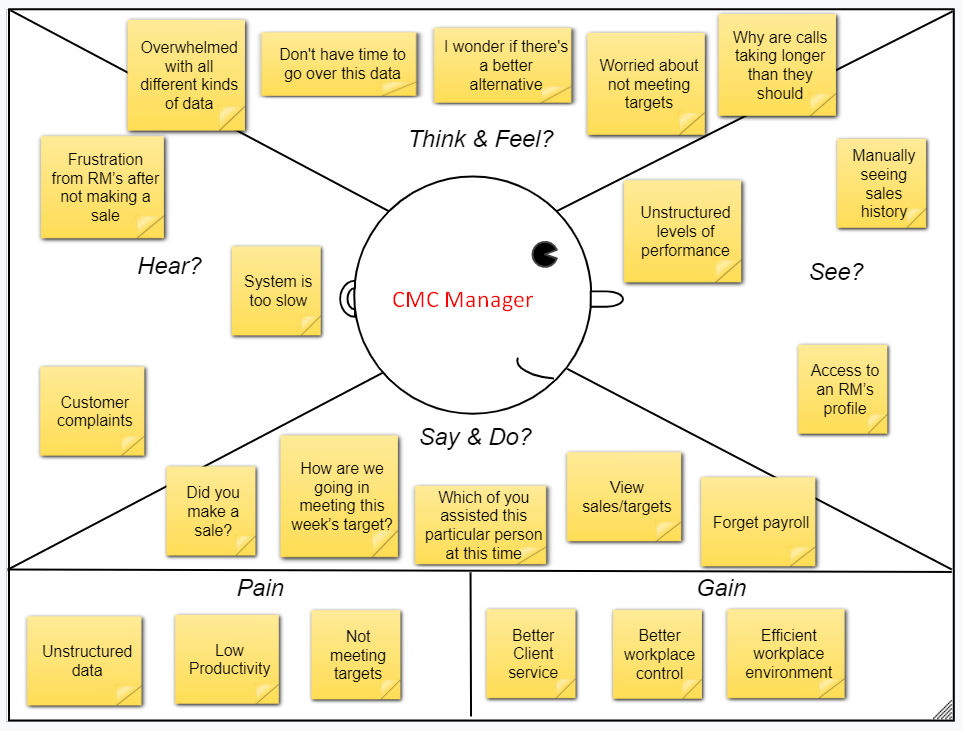 Overwhelmed
with all
different kinds
of data
Don't have time to
go over this data
I wonder if there's
a better
alternative
Worried about
not meeting
targets
Why are calls
taking longer
than they
should
Think & Feel?
Frustration
from RM's after
not making a
sale
Hear?
System is
too slow
Customer
complaints
CMC Manager
Unstructured
levels of
performance
Manually
seeing
sales
history
See?
Access to
an RM's
profile
Say & Do?
Did you
make a
sale?
How are we
going in
meeting this
week's target?
Which of you
assisted this
particular person
at this time
View
sales/targets
Forget payroll
Pain
Unstructured
data
Low
Productivity
Not
meeting
targets
Gain
Better
Client
service
Better
workplace
control
Efficient
workplace
environment